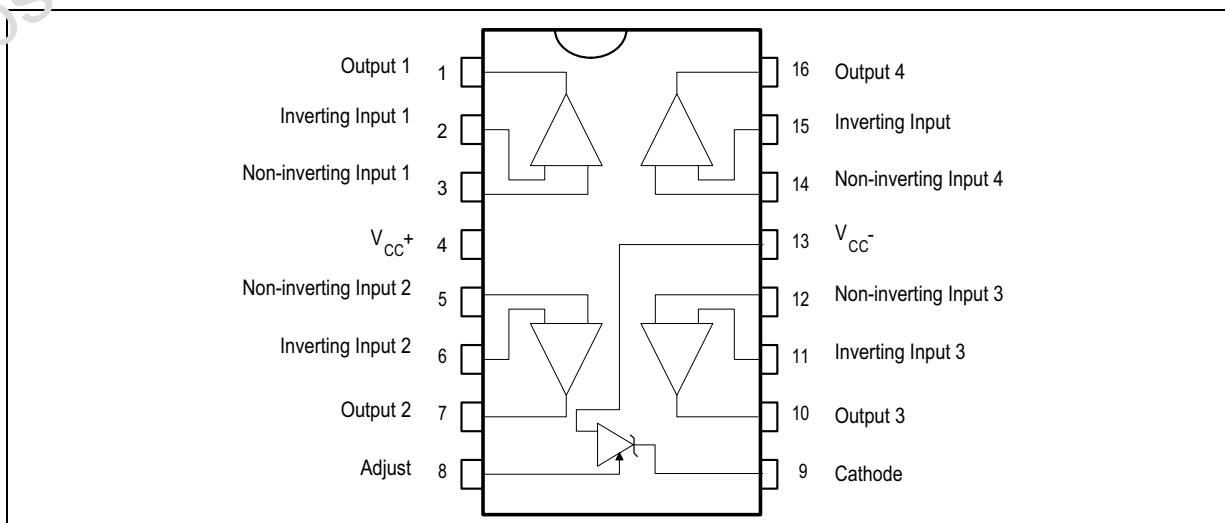 Output 1 1
Inverting Input 1 2
Non-inverting Input 1 3
VCC+ 4
Non-inverting Input 2 5
Inverting Input 2 6
Output 2 7
Adjust 8
16 Output 4
15 Inverting Input
14 Non-inverting Input 4
13 VCC-
12 Non-inverting Input 3
11 Inverting Input 3
10 Output 3
9 Cathode